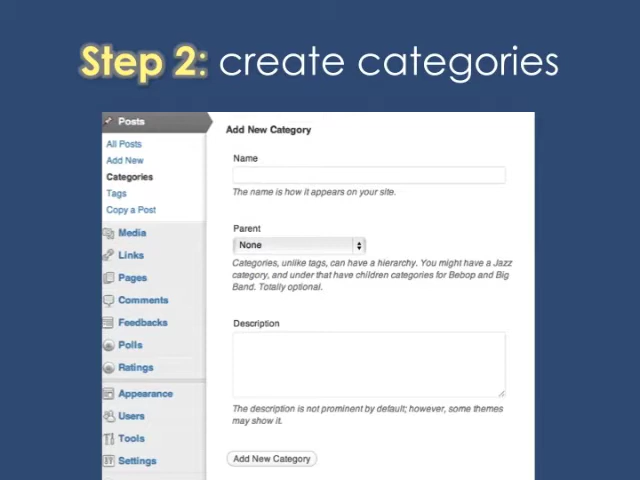 Step 2: create categories
Posts
All Posts
Add New
Categories
Tags
Copy a Post
Media
Links
Pages
Comments
Feedbacks
Polls
Ratings
Appearance
Users
Tools
Settings
Add New Category
Name
The name is how it appears on your site.
Parent
None
Categories, unlike tags, can have a hierarchy. You might have a Jazz
category, and under that have children categories for Bebop and Big
Band. Totally optional.
Description
The description is not prominent by default; however, some themes
may show it.
Add New Category